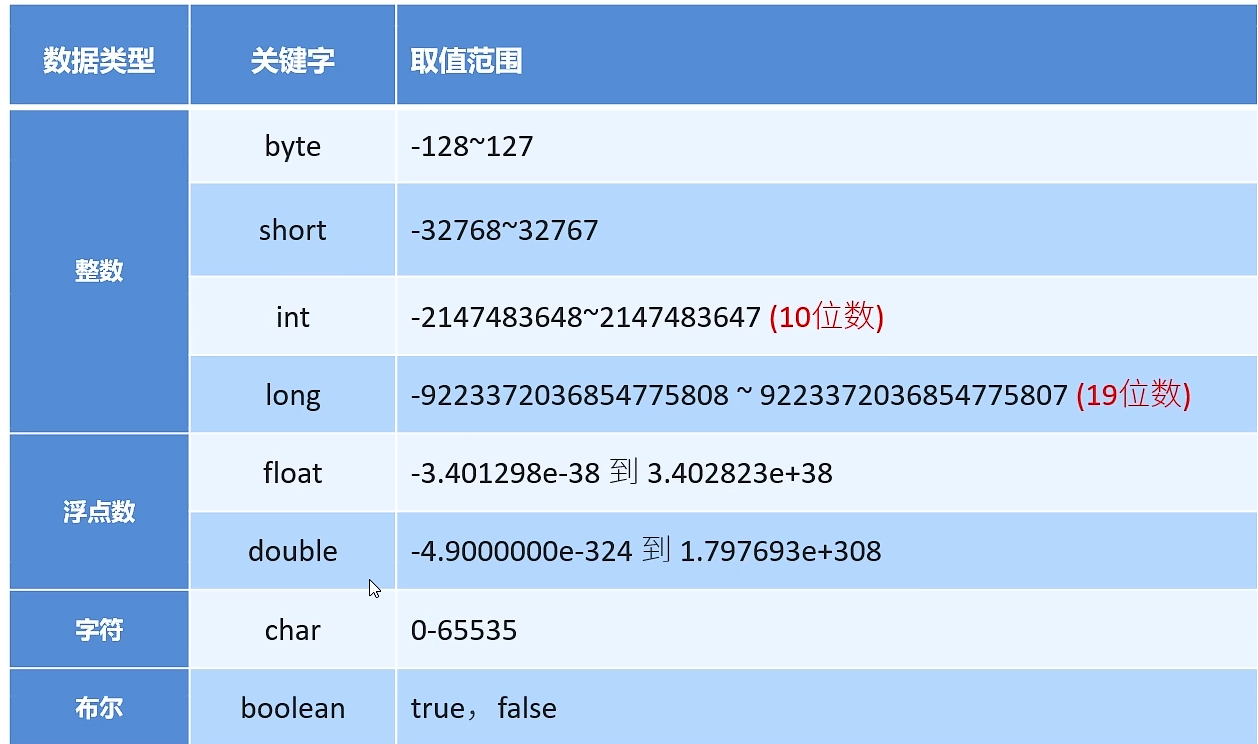 数据类型 关键字 取值范围
整数
byte -128~127
short -32768~32767
int -2147483648~2147483647 (10位数)
long -9223372036854775808 ~ 9223372036854775807 (19位数)
浮点数
float -3.401298e-38 到 3.402823e+38
double -4.9000000e-324 到 1.797693e+308
字符 char 0-65535
布尔 boolean true，false